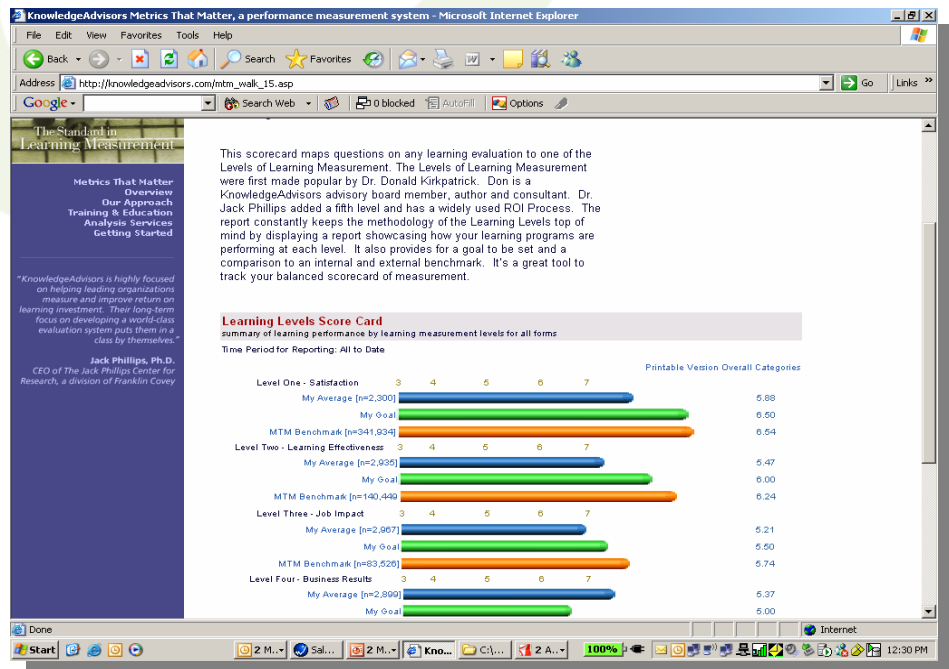 KnowledgeAdvisors Metrics That Matter, a performance measurement system - Microsoft Internet Explorer
File Edit View Favorites Tools Help
Back Search Favorites
Address http://knowledgeadvisors.com/mtm_walk_15.asp Go Links »
Google - Search Web 0 blocked AutoFill Options
The Standard in
Learning Measurement
Metrics That Matter
Overview
Our Approach
Training & Education
Analysis Services
Getting Started
"KnowledgeAdvisors is highly focused
on helping leading organizations
measure and improve return on
learning investment. Their long-term
focus on developing a world-class
evaluation system puts them in a
class by themselves."
Jack Phillips, Ph.D.
CEO of The Jack Phillips Center for
Research, a division of Franklin Covey
This scorecard maps questions on any learning evaluation to one of the
Levels of Learning Measurement. The Levels of Learning Measurement
were first made popular by Dr. Donald Kirkpatrick. Don is a
KnowledgeAdvisors advisory board member, author and consultant. Dr.
Jack Phillips added a fifth level and has a widely used ROI Process. The
report constantly keeps the methodology of the Learning Levels top of
mind by displaying a report showcasing how your learning programs are
performing at each level. It also provides for a goal to be set and a
comparison to an internal and external benchmark. It's a great tool to
track your balanced scorecard of measurement.
Learning Levels Score Card
summary of learning performance by learning measurement levels for all forms
Time Period for Reporting: All to Date
Printable Version Overall Categories
Level One - Satisfaction 3 4 5 6 7
My Average [n=2,300] 5.88
My Goal 6.50
MTM Benchmark [n=341,934] 6.54
Level Two - Learning Effectiveness 3 4 5 6 7
My Average [n=2,935] 5.47
My Goal 6.00
MTM Benchmark [n=140,449 6.24
Level Three - Job Impact 3 4 5 6 7
My Average [n=2,967] 5.21
My Goal 5.50
MTM Benchmark [n=83,526] 5.74
Level Four - Business Results 3 4 5 6 7
My Average [n=2,899] 5.37
My Goal 5.00
Done Internet
Start 2 M.. Sal... 2 M.. Kno... C:\... 2 A.. 100% 12:30 PM